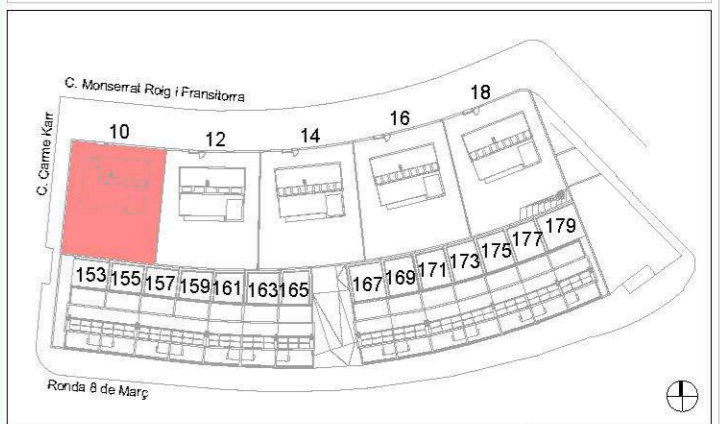 C. Monserrat Roig i Fransitorra
C. Carme Karr
10
12
14
16
18
153 155 157 159 161 163 165
167 169 171 173 175 177 179
Ronda 8 de Març